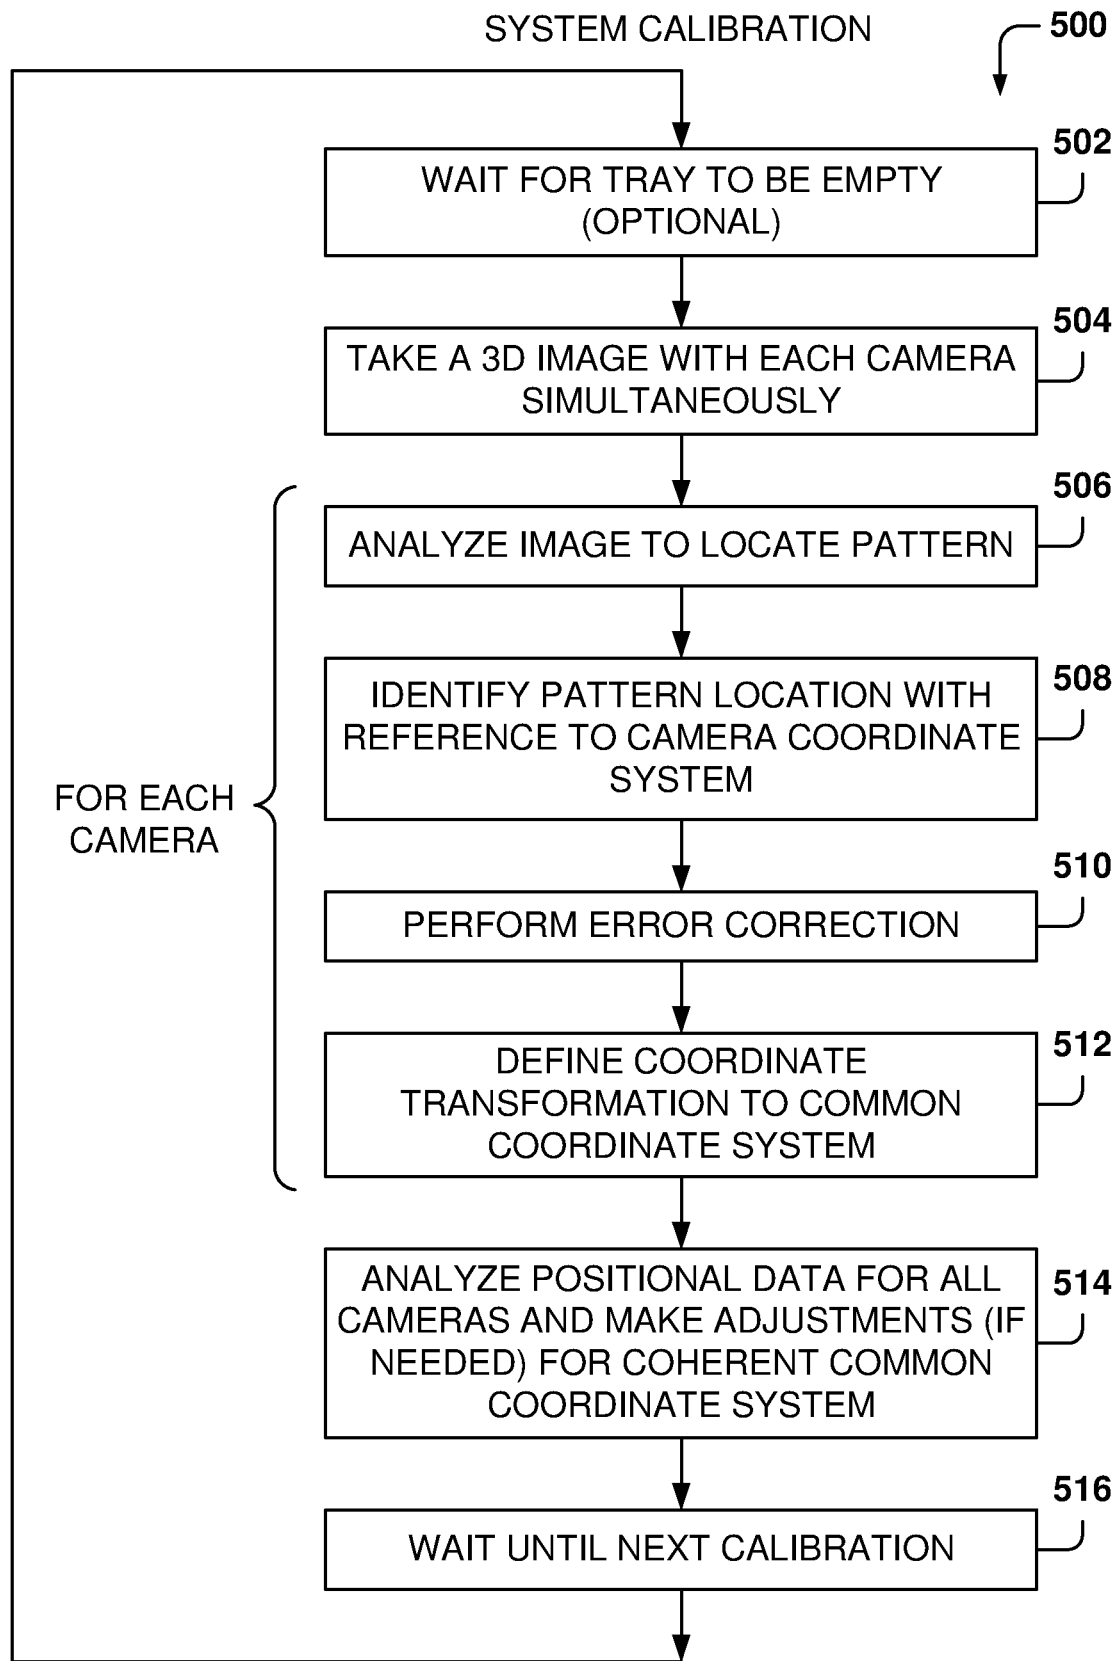 SYSTEM CALIBRATION
500
502
WAIT FOR TRAY TO BE EMPTY
(OPTIONAL)
504
TAKE A 3D IMAGE WITH EACH CAMERA
SIMULTANEOUSLY
506
ANALYZE IMAGE TO LOCATE PATTERN
508
IDENTIFY PATTERN LOCATION WITH
REFERENCE TO CAMERA COORDINATE
SYSTEM
FOR EACH
CAMERA
510
PERFORM ERROR CORRECTION
512
DEFINE COORDINATE
TRANSFORMATION TO COMMON
COORDINATE SYSTEM
514
ANALYZE POSITIONAL DATA FOR ALL
CAMERAS AND MAKE ADJUSTMENTS (IF
NEEDED) FOR COHERENT COMMON
COORDINATE SYSTEM
516
WAIT UNTIL NEXT CALIBRATION